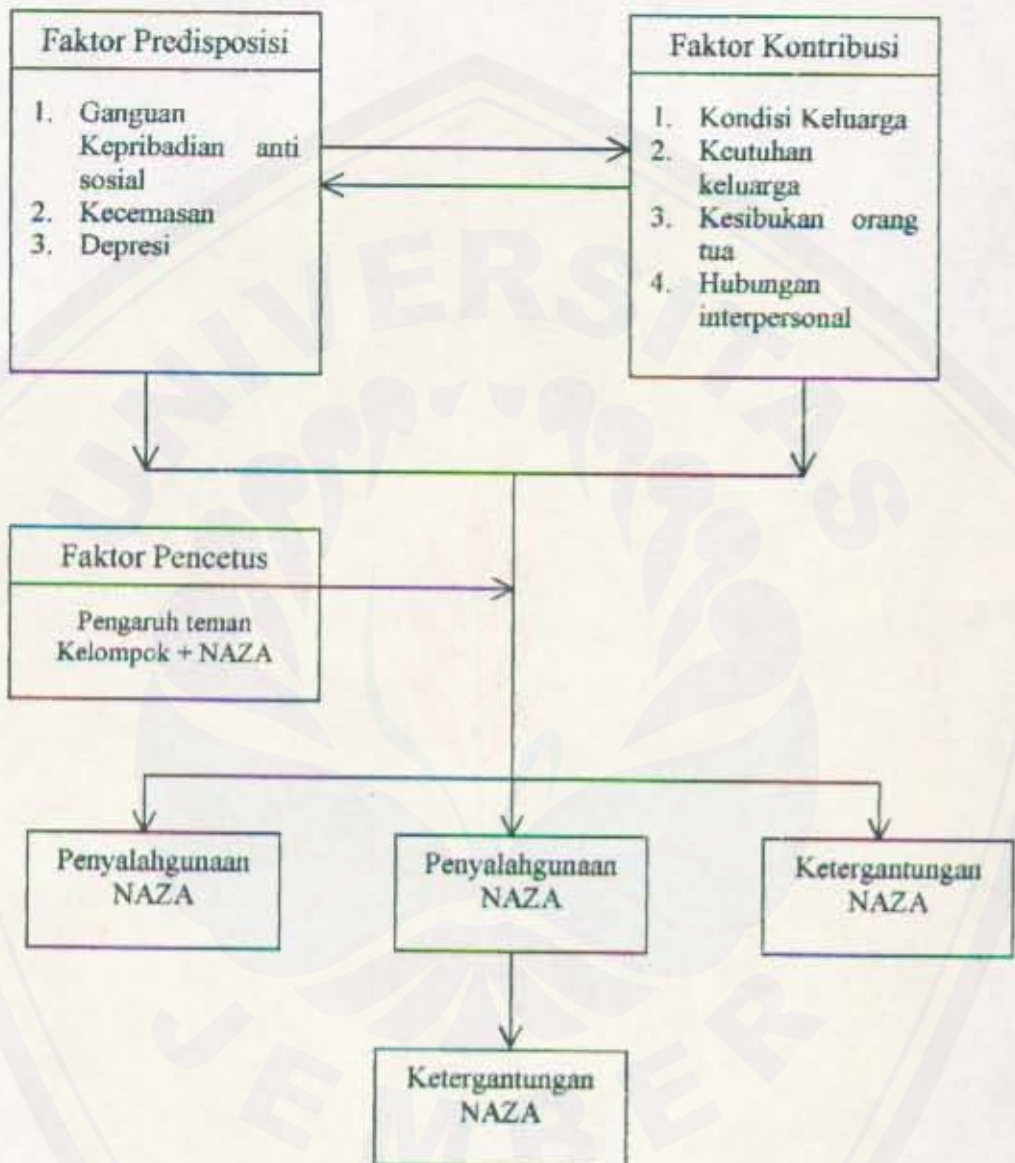 Faktor Predisposisi
1. Ganguan
Kepribadian anti
sosial
2. Kecemasan
3. Depresi
Faktor Kontribusi
1. Kondisi Keluarga
2. Keutuhan
keluarga
3. Kesibukan orang
tua
4. Hubungan
interpersonal
Faktor Pencetus
Pengaruh teman
Kelompok + NAZA
Penyalahgunaan
NAZA
Penyalahgunaan
NAZA
Ketergantungan
NAZA
Ketergantungan
NAZA
UNIVERSITAS
JEMBER